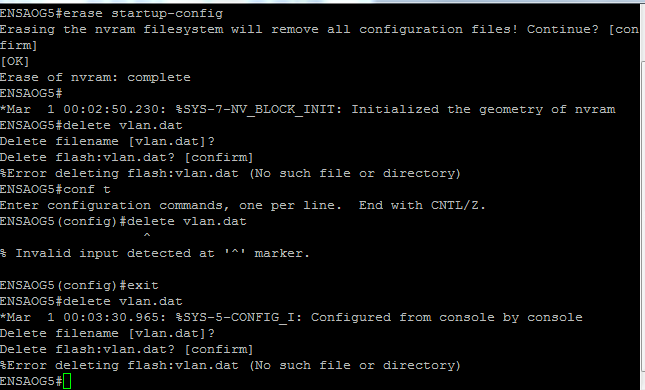 ENSAOG5#erase startup-config
Erasing the nvram filesystem will remove all configuration files! Continue? [con
firm]
[OK]
Erase of nvram: complete
ENSAOG5#
*Mar  1 00:02:50.230: %SYS-7-NV_BLOCK_INIT: Initialized the geometry of nvram
ENSAOG5#delete vlan.dat
Delete filename [vlan.dat]?
Delete flash:vlan.dat? [confirm]
%Error deleting flash:vlan.dat (No such file or directory)
ENSAOG5#conf t
Enter configuration commands, one per line.  End with CNTL/Z.
ENSAOG5(config)#delete vlan.dat
                   ^
% Invalid input detected at '^' marker.
ENSAOG5(config)#exit
ENSAOG5#delete vlan.dat
*Mar  1 00:03:30.965: %SYS-5-CONFIG_I: Configured from console by console
Delete filename [vlan.dat]?
Delete flash:vlan.dat? [confirm]
%Error deleting flash:vlan.dat (No such file or directory)
ENSAOG5#